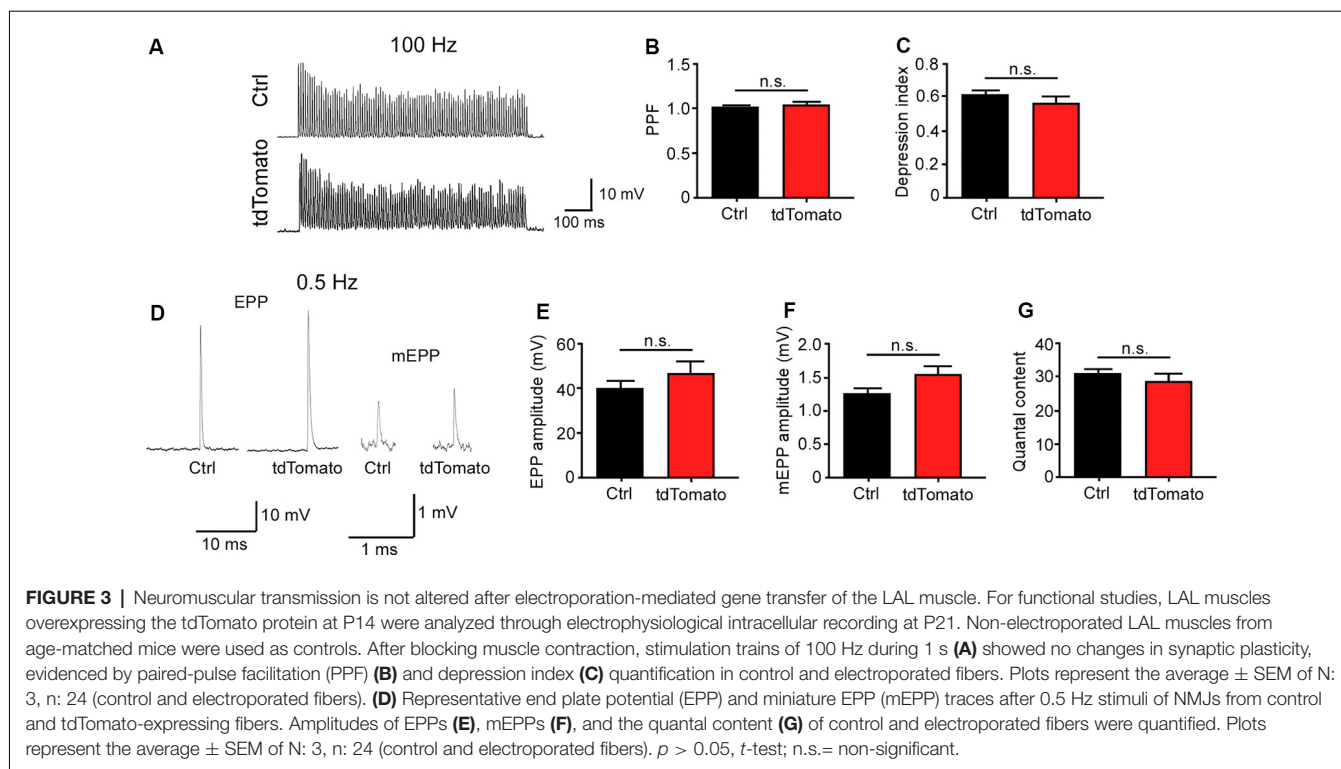 A
100 Hz
Ctrl
tdTomato
10 mV
100 ms
B
n.s.
PPF
1.5
1.0
0.5
0
Ctrl
tdTomato
C
n.s.
Depression index
0.8
0.6
0.4
0.2
0
Ctrl
tdTomato
D
0.5 Hz
EPP
mEPP
Ctrl
tdTomato
Ctrl
tdTomato
10 mV
10 ms
1 mV
1 ms
E
n.s.
EPP amplitude (mV)
60
40
20
0
Ctrl
tdTomato
F
n.s.
mEPP amplitude (mV)
2.0
1.5
1.0
0.5
0
Ctrl
tdTomato
G
n.s.
Quantal content
40
30
20
10
0
Ctrl
tdTomato
FIGURE 3 | Neuromuscular transmission is not altered after electroporation-mediated gene transfer of the LAL muscle. For functional studies, LAL muscles
overexpressing the tdTomato protein at P14 were analyzed through electrophysiological intracellular recording at P21. Non-electroporated LAL muscles from
age-matched mice were used as controls. After blocking muscle contraction, stimulation trains of 100 Hz during 1 s (A) showed no changes in synaptic plasticity,
evidenced by paired-pulse facilitation (PPF) (B) and depression index (C) quantification in control and electroporated fibers. Plots represent the average ± SEM of N:
3, n: 24 (control and electroporated fibers). (D) Representative end plate potential (EPP) and miniature EPP (mEPP) traces after 0.5 Hz stimuli of NMJs from control
and tdTomato-expressing fibers. Amplitudes of EPPs (E), mEPPs (F), and the quantal content (G) of control and electroporated fibers were quantified. Plots
represent the average ± SEM of N: 3, n: 24 (control and electroporated fibers). p > 0.05, t-test; n.s.= non-significant.